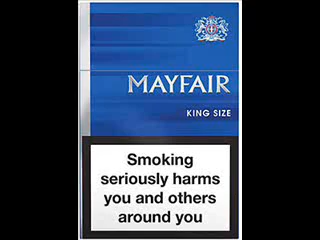 MAYFAIR
KING SIZE
Smoking
seriously harms
you and others
around you